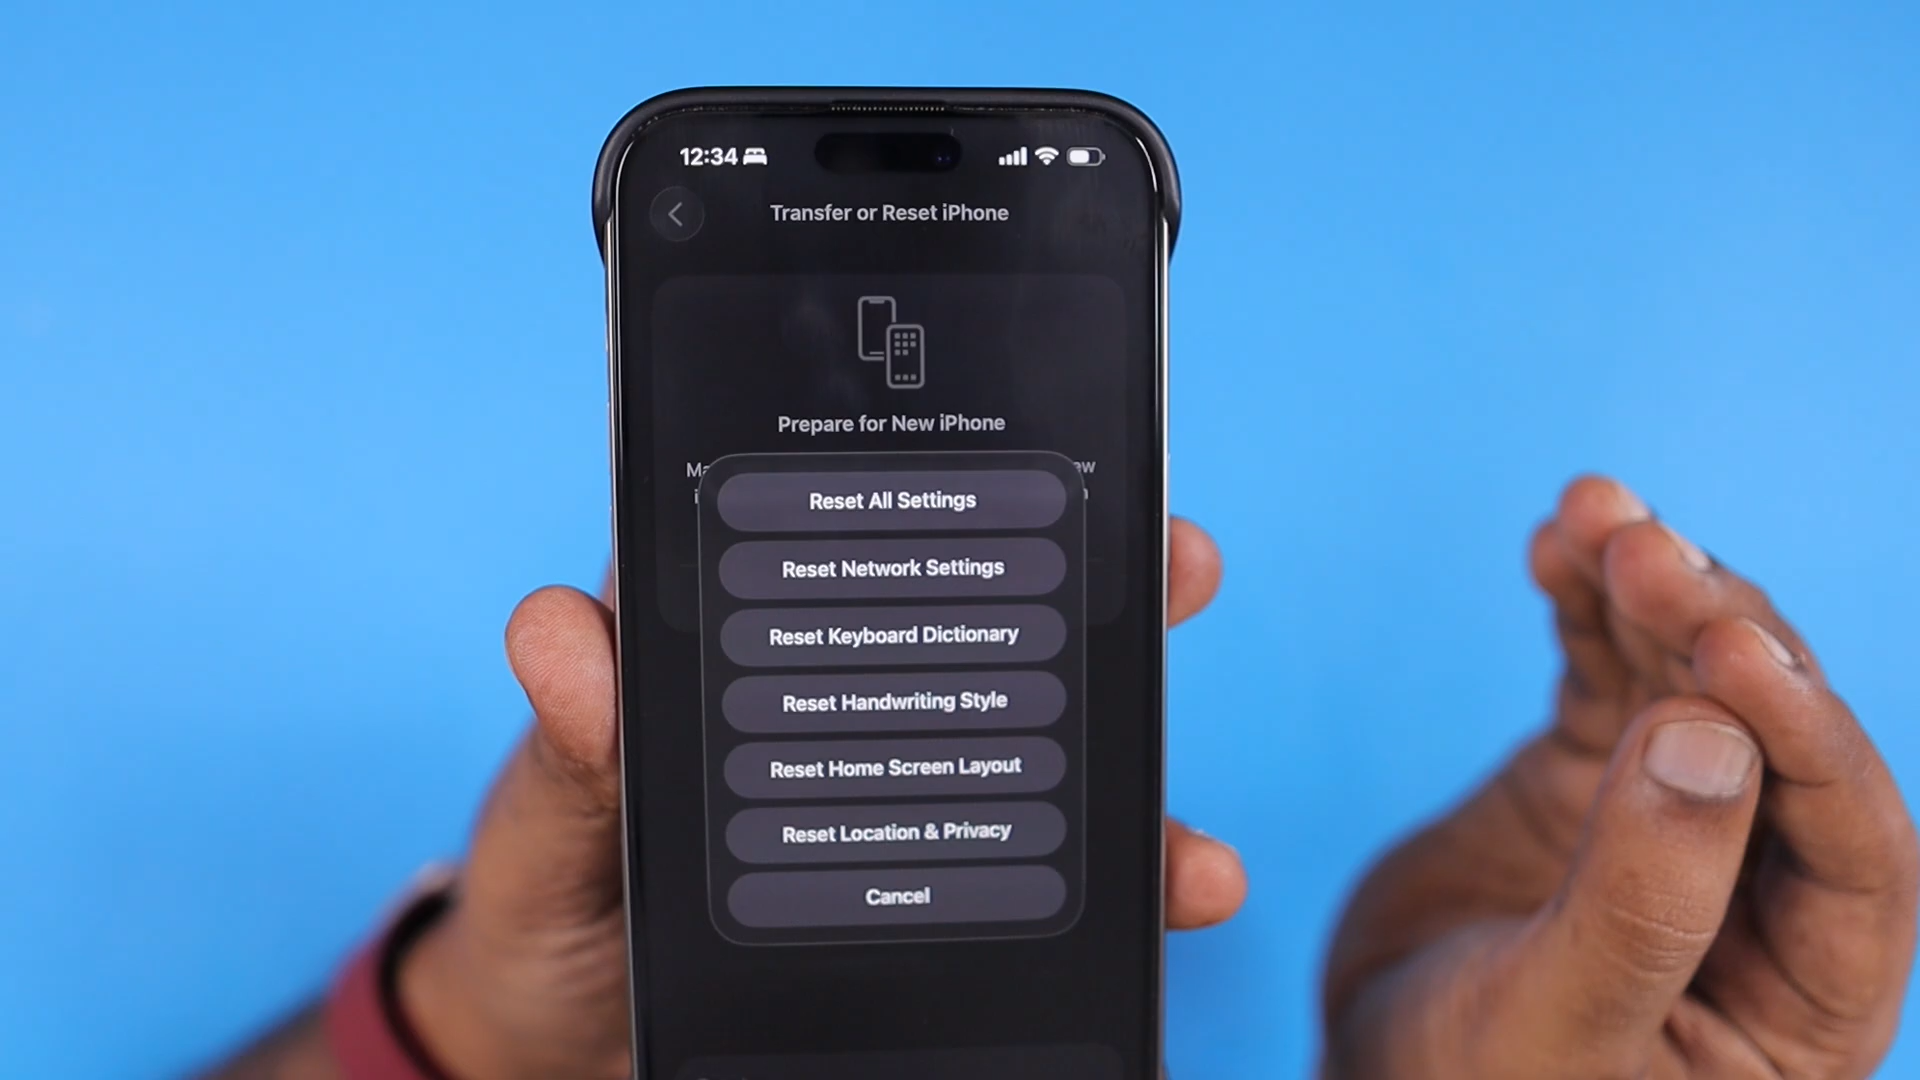 12:34
Transfer or Reset iPhone
Prepare for New iPhone
Reset All Settings
Reset Network Settings
Reset Keyboard Dictionary
Reset Handwriting Style
Reset Home Screen Layout
Reset Location & Privacy
Cancel